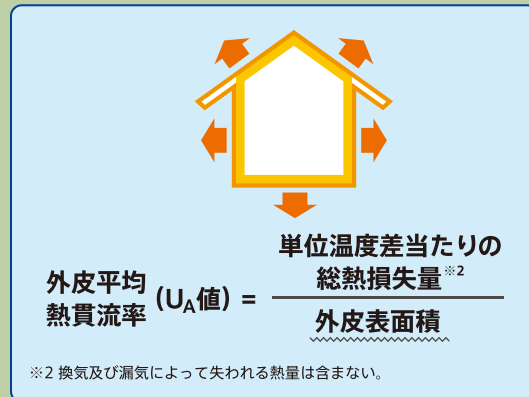 単位温度差当たりの
総熱損失量※2
外皮平均
熱貫流率 (UA値) =
外皮表面積
※2 換気及び漏気によって失われる熱量は含まない。